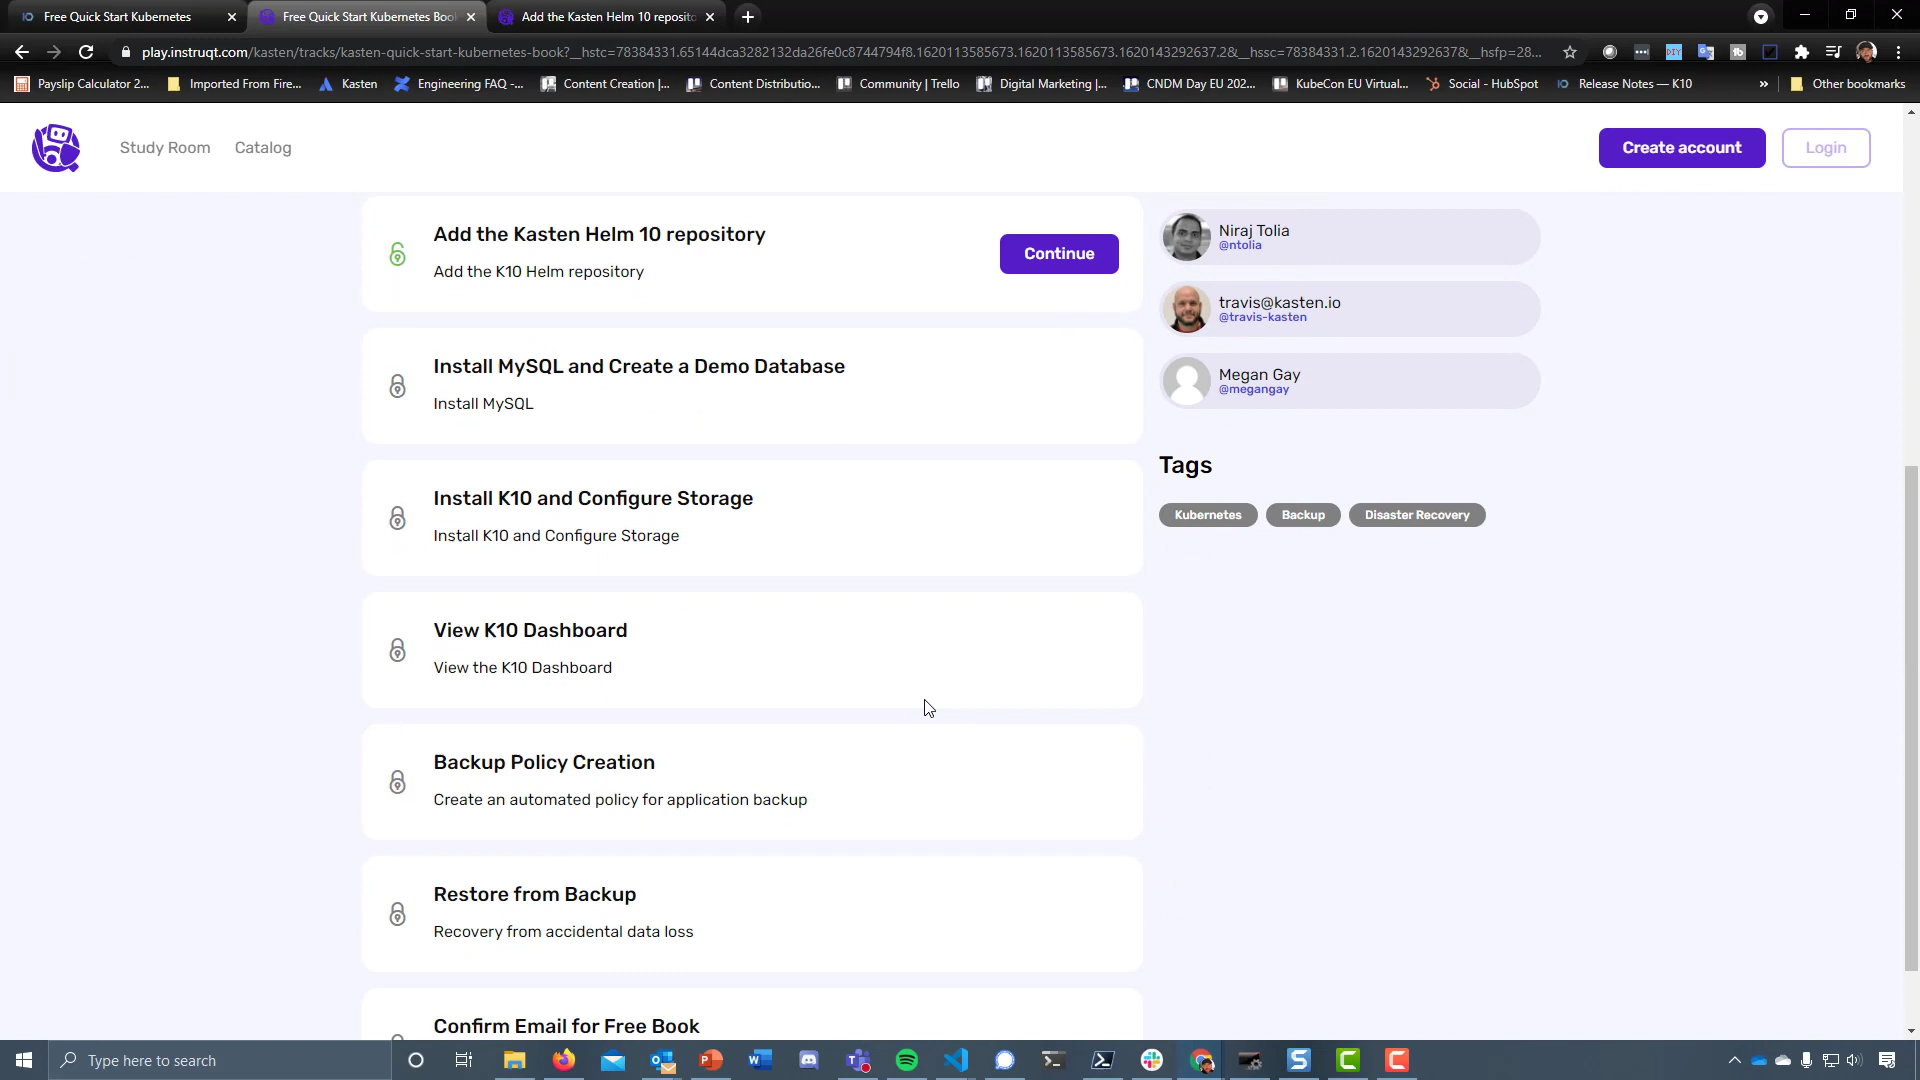 Free Quick Start Kubernetes
Free Quick Start Kubernetes Book
Add the Kasten Helm 10 reposito
play.instruqt.com/kasten/tracks/kasten-quick-start-kubernetes-book?__hstc=78384331.65144dca3282132da26fe0c8744794f8.1620113585673.1620113585673.1620143292637.2&__hssc=78384331.2.1620143292637&__hsfp=28...
Payslip Calculator 2...
Imported From Fire...
Kasten
Engineering FAQ -...
Content Creation |...
Content Distributio...
Community | Trello
Digital Marketing |...
CNDM Day EU 202...
KubeCon EU Virtual...
Social - HubSpot
Release Notes — K10
»
Other bookmarks
Study Room
Catalog
Create account
Login
Add the Kasten Helm 10 repository
Add the K10 Helm repository
Continue
Install MySQL and Create a Demo Database
Install MySQL
Install K10 and Configure Storage
Install K10 and Configure Storage
View K10 Dashboard
View the K10 Dashboard
Backup Policy Creation
Create an automated policy for application backup
Restore from Backup
Recovery from accidental data loss
Confirm Email for Free Book
Niraj Tolia
@ntolia
travis@kasten.io
@travis-kasten
Megan Gay
@megangay
Tags
Kubernetes
Backup
Disaster Recovery
Type here to search